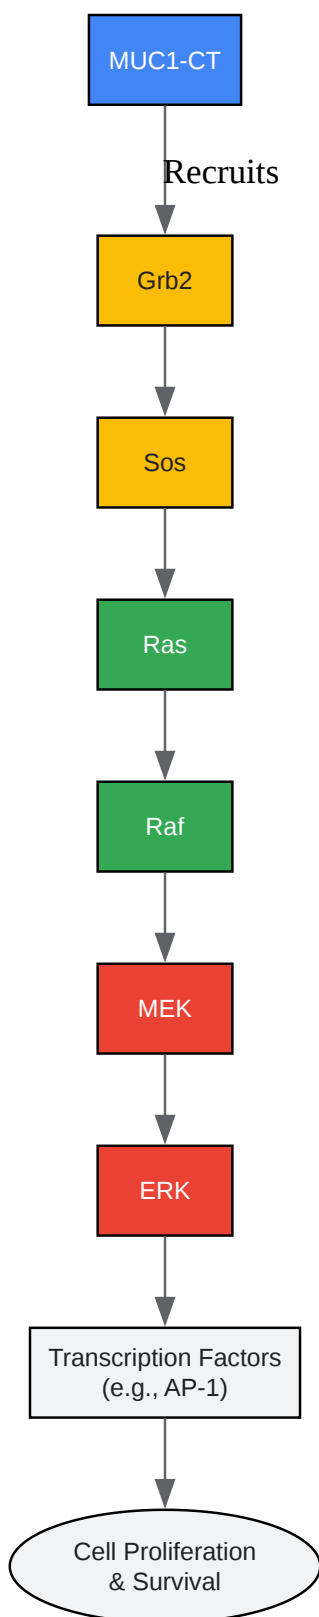 MUC1-CT
Recruits
Grb2
Sos
Ras
Raf
MEK
ERK
Transcription Factors
(e.g., AP-1)
Cell Proliferation
& Survival